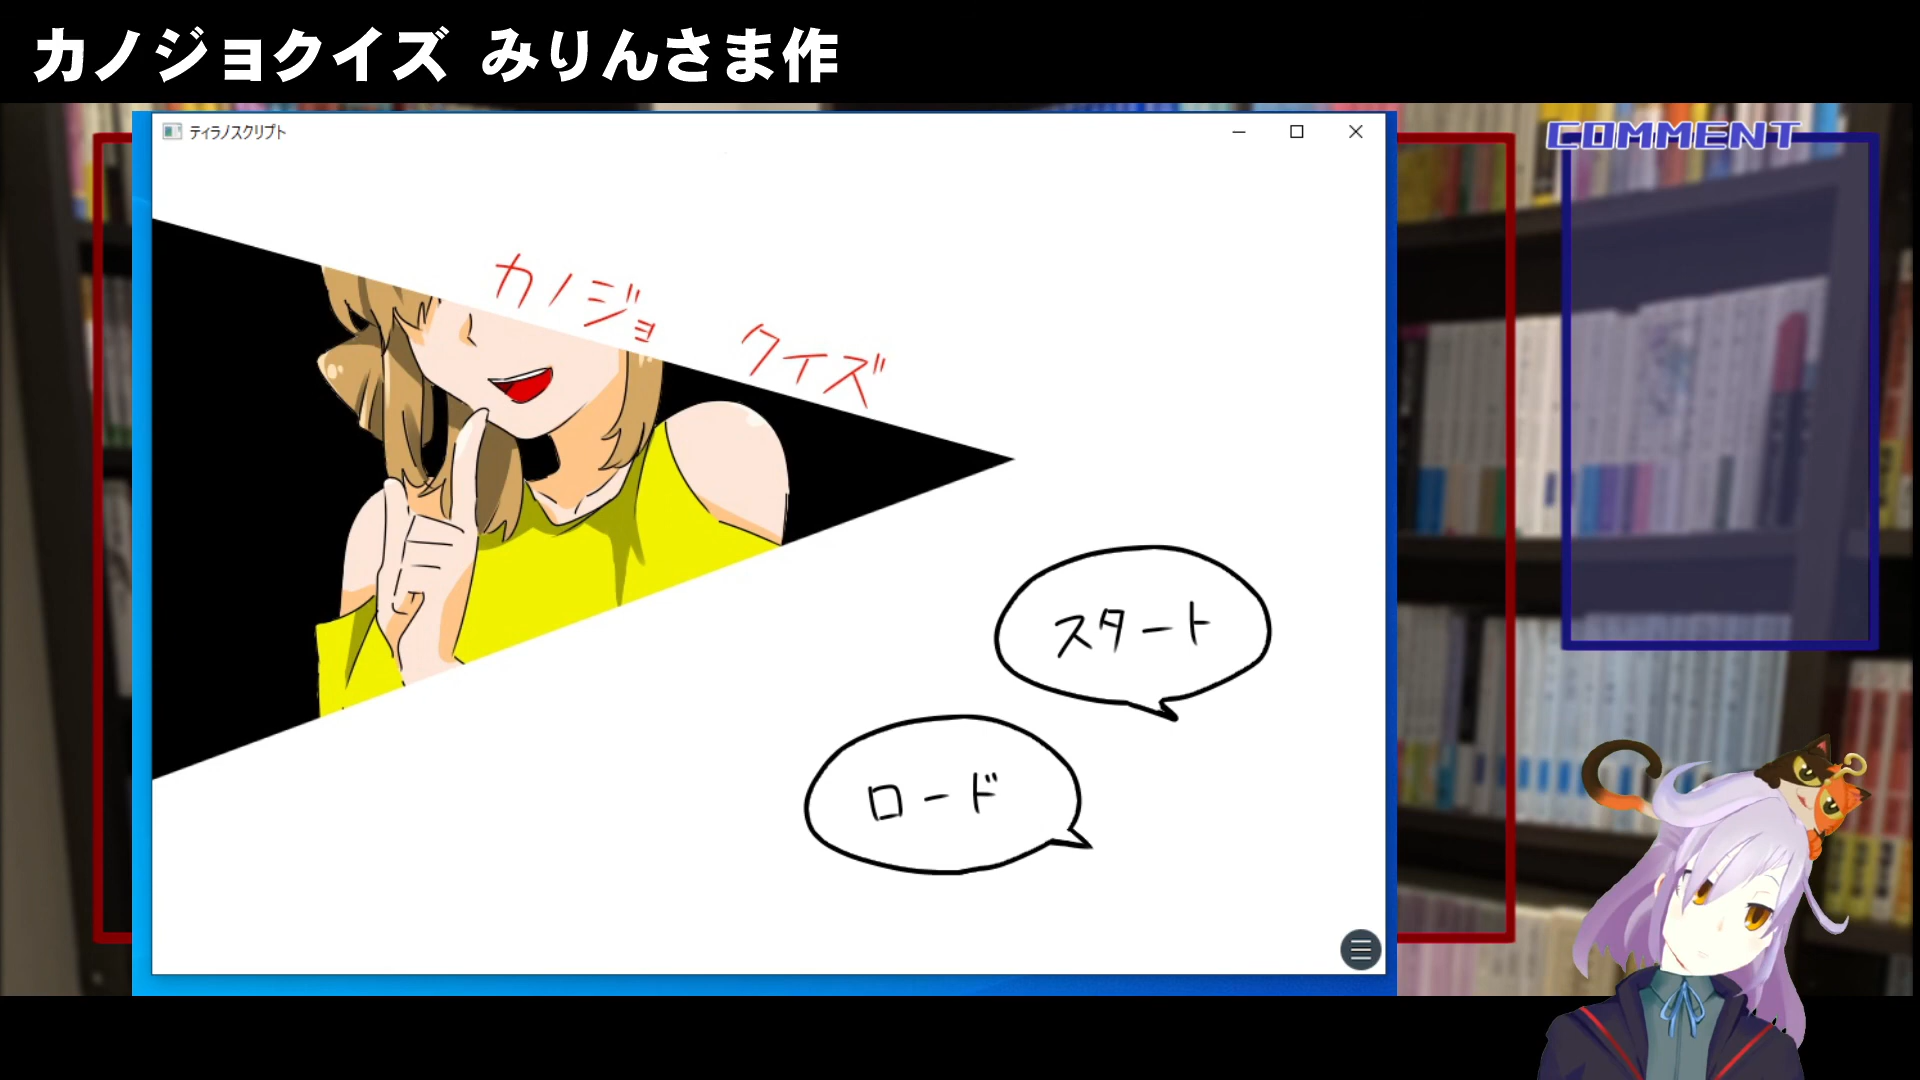 カノジョクイズ みりんさま作
ティラノスクリプト
COMMENT
カノジョ クイズ
スタート
ロード